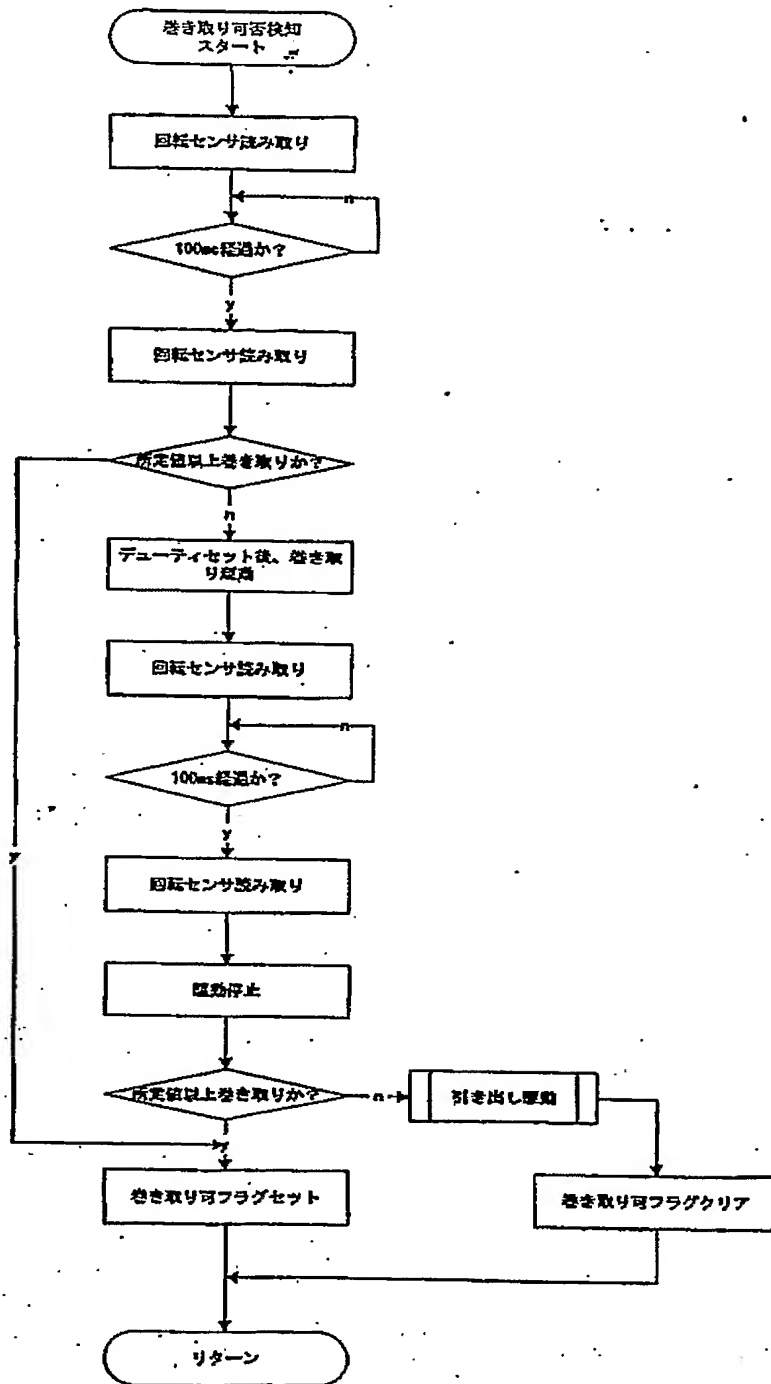 巻き取り可否検知
スタート
回転センサ読み取り
n
100ms経過か?
y
回転センサ読み取り
所定値以上巻き取りか?
n
デューティセット後、巻き取
り駆動
回転センサ読み取り
n
100ms経過か?
y
y
回転センサ読み取り
駆動停止
所定値以上巻き取りか?
n
引き出し駆動
y
巻き取り可フラグセット
巻き取り可フラグクリア
リターン